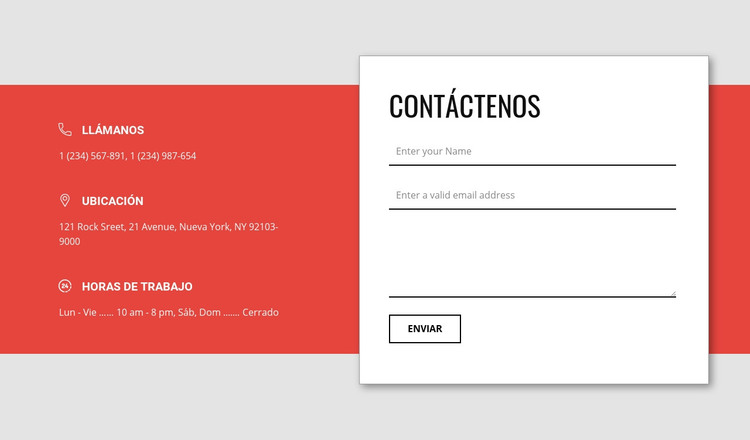 LLÁMANOS
1 (234) 567-891, 1 (234) 987-654
UBICACIÓN
121 Rock Sreet, 21 Avenue, Nueva York, NY 92103-
9000
24
HORAS DE TRABAJO
Lun - Vie ...... 10 am - 8 pm, Sáb, Dom ....... Cerrado
CONTÁCTENOS
Enter your Name
Enter a valid email address
ENVIAR